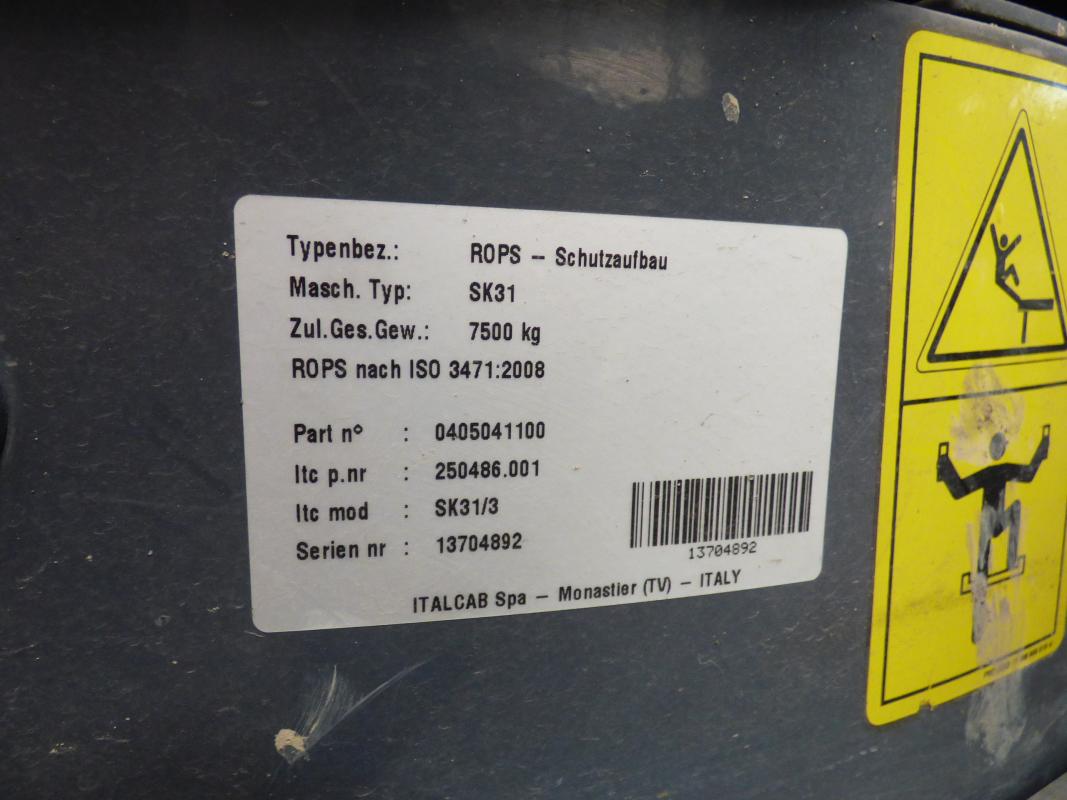 Typenbez.: ROPS – Schutzaufbau
Masch. Typ: SK31
Zul.Ges.Gew.: 7500 kg
ROPS nach ISO 3471:2008
Part nº : 0405041100
Itc p.nr : 250486.001
Itc mod : SK31/3
Serien nr : 13704892
13704892
ITALCAB Spa – Monastier (TV) – ITALY